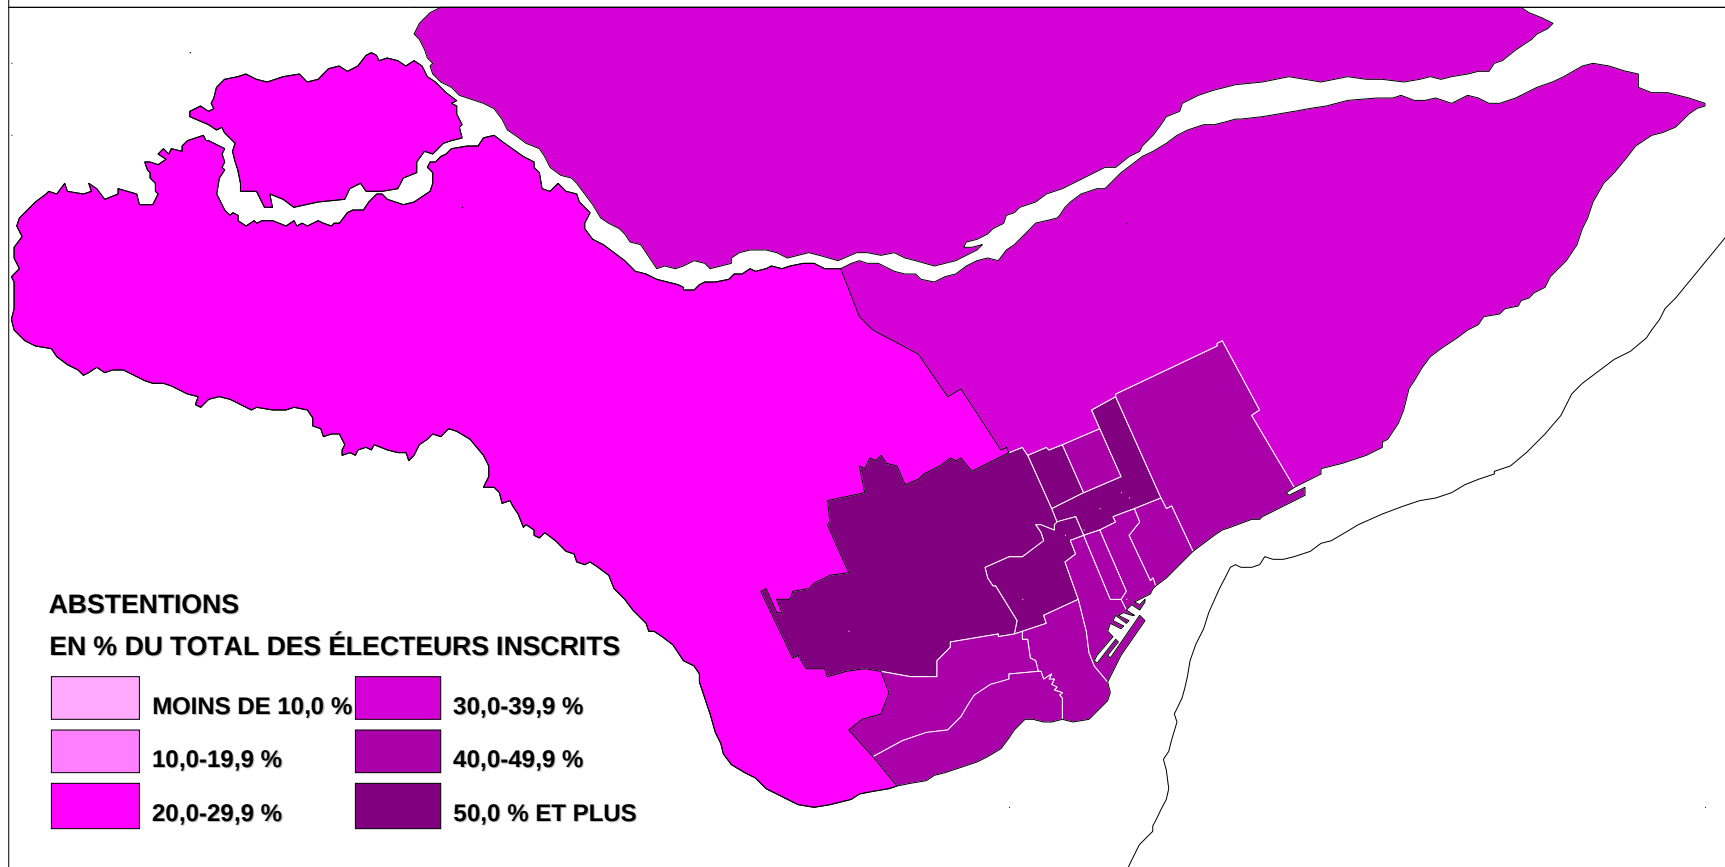 ABSTENTIONS
EN % DU TOTAL DES ÉLECTEURS INSCRITS
MOINS DE 10,0 %
10,0-19,9 %
20,0-29,9 %
30,0-39,9 %
40,0-49,9 %
50,0 % ET PLUS